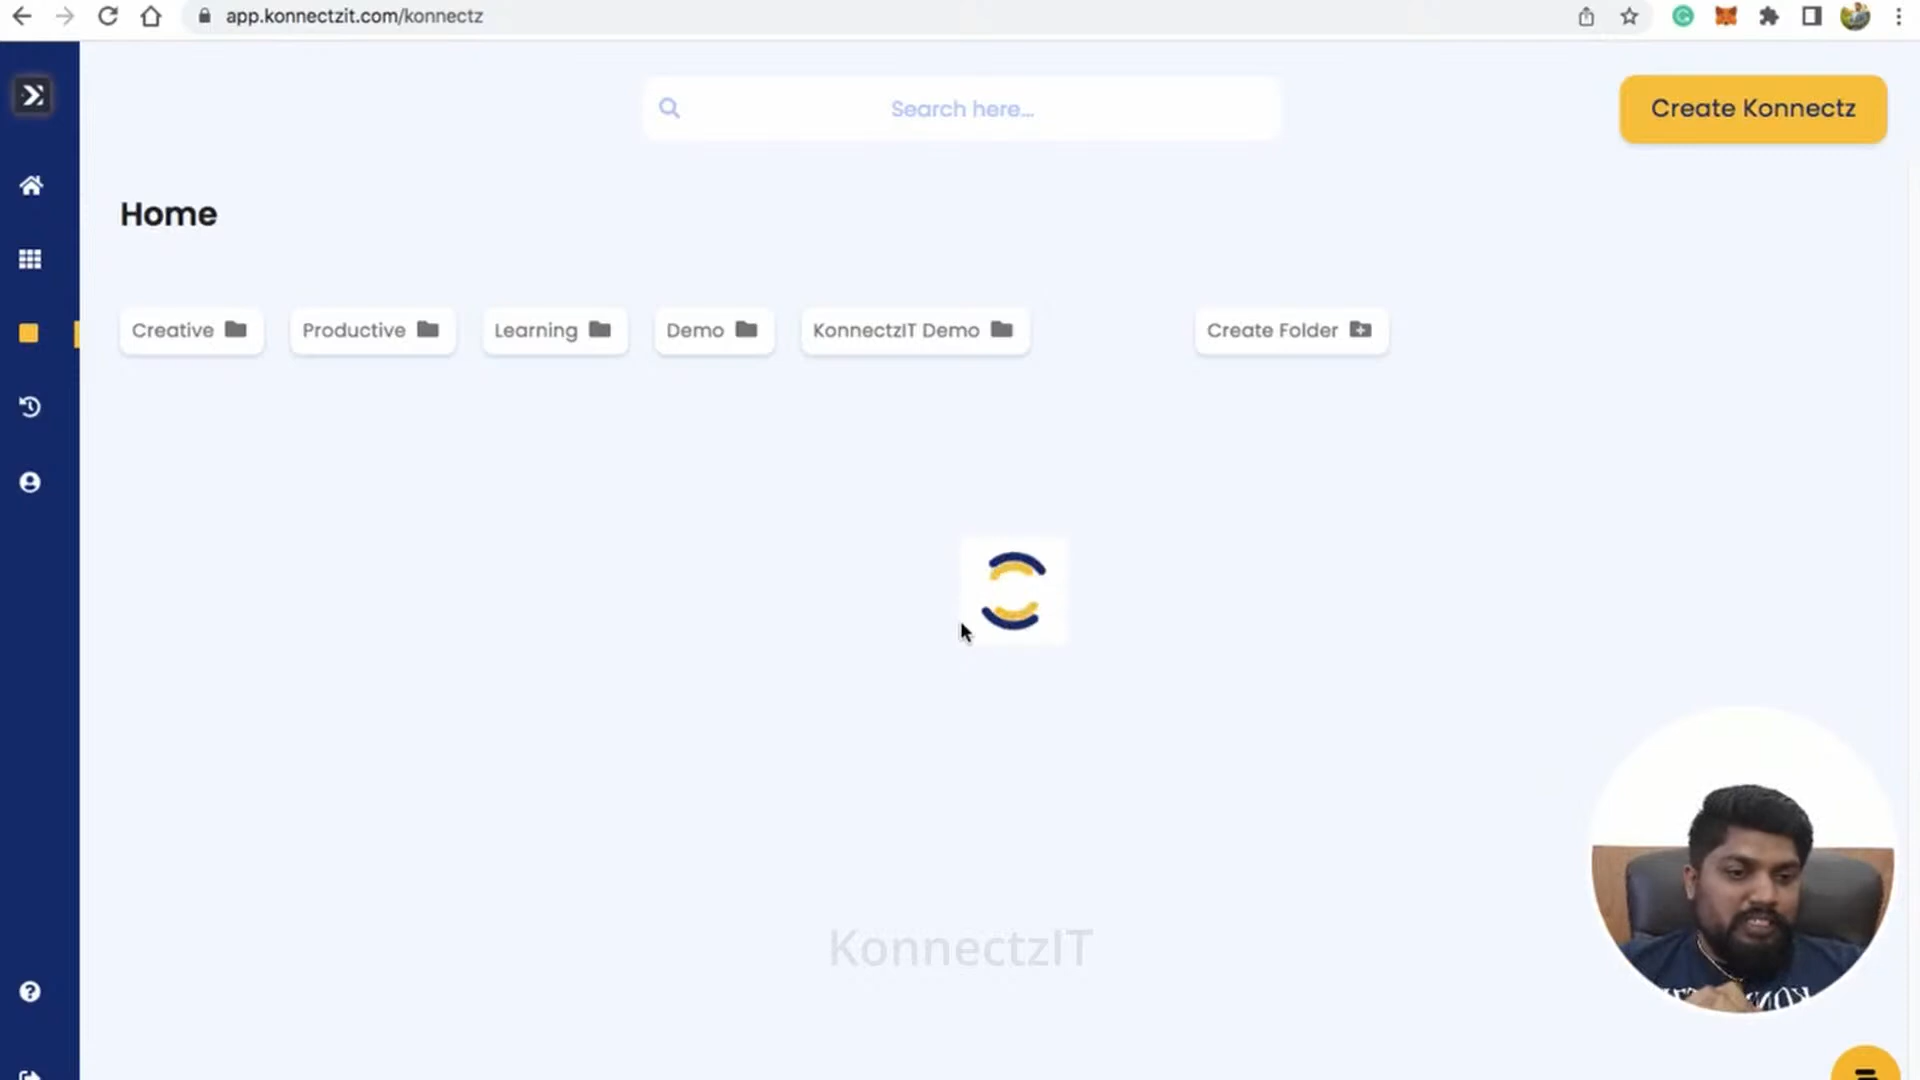 app.konnectzit.com/konnectz
Search here...
Create Konnectz
Home
Creative
Productive
Learning
Demo
KonnectzIT Demo
Create Folder
KonnectzIT